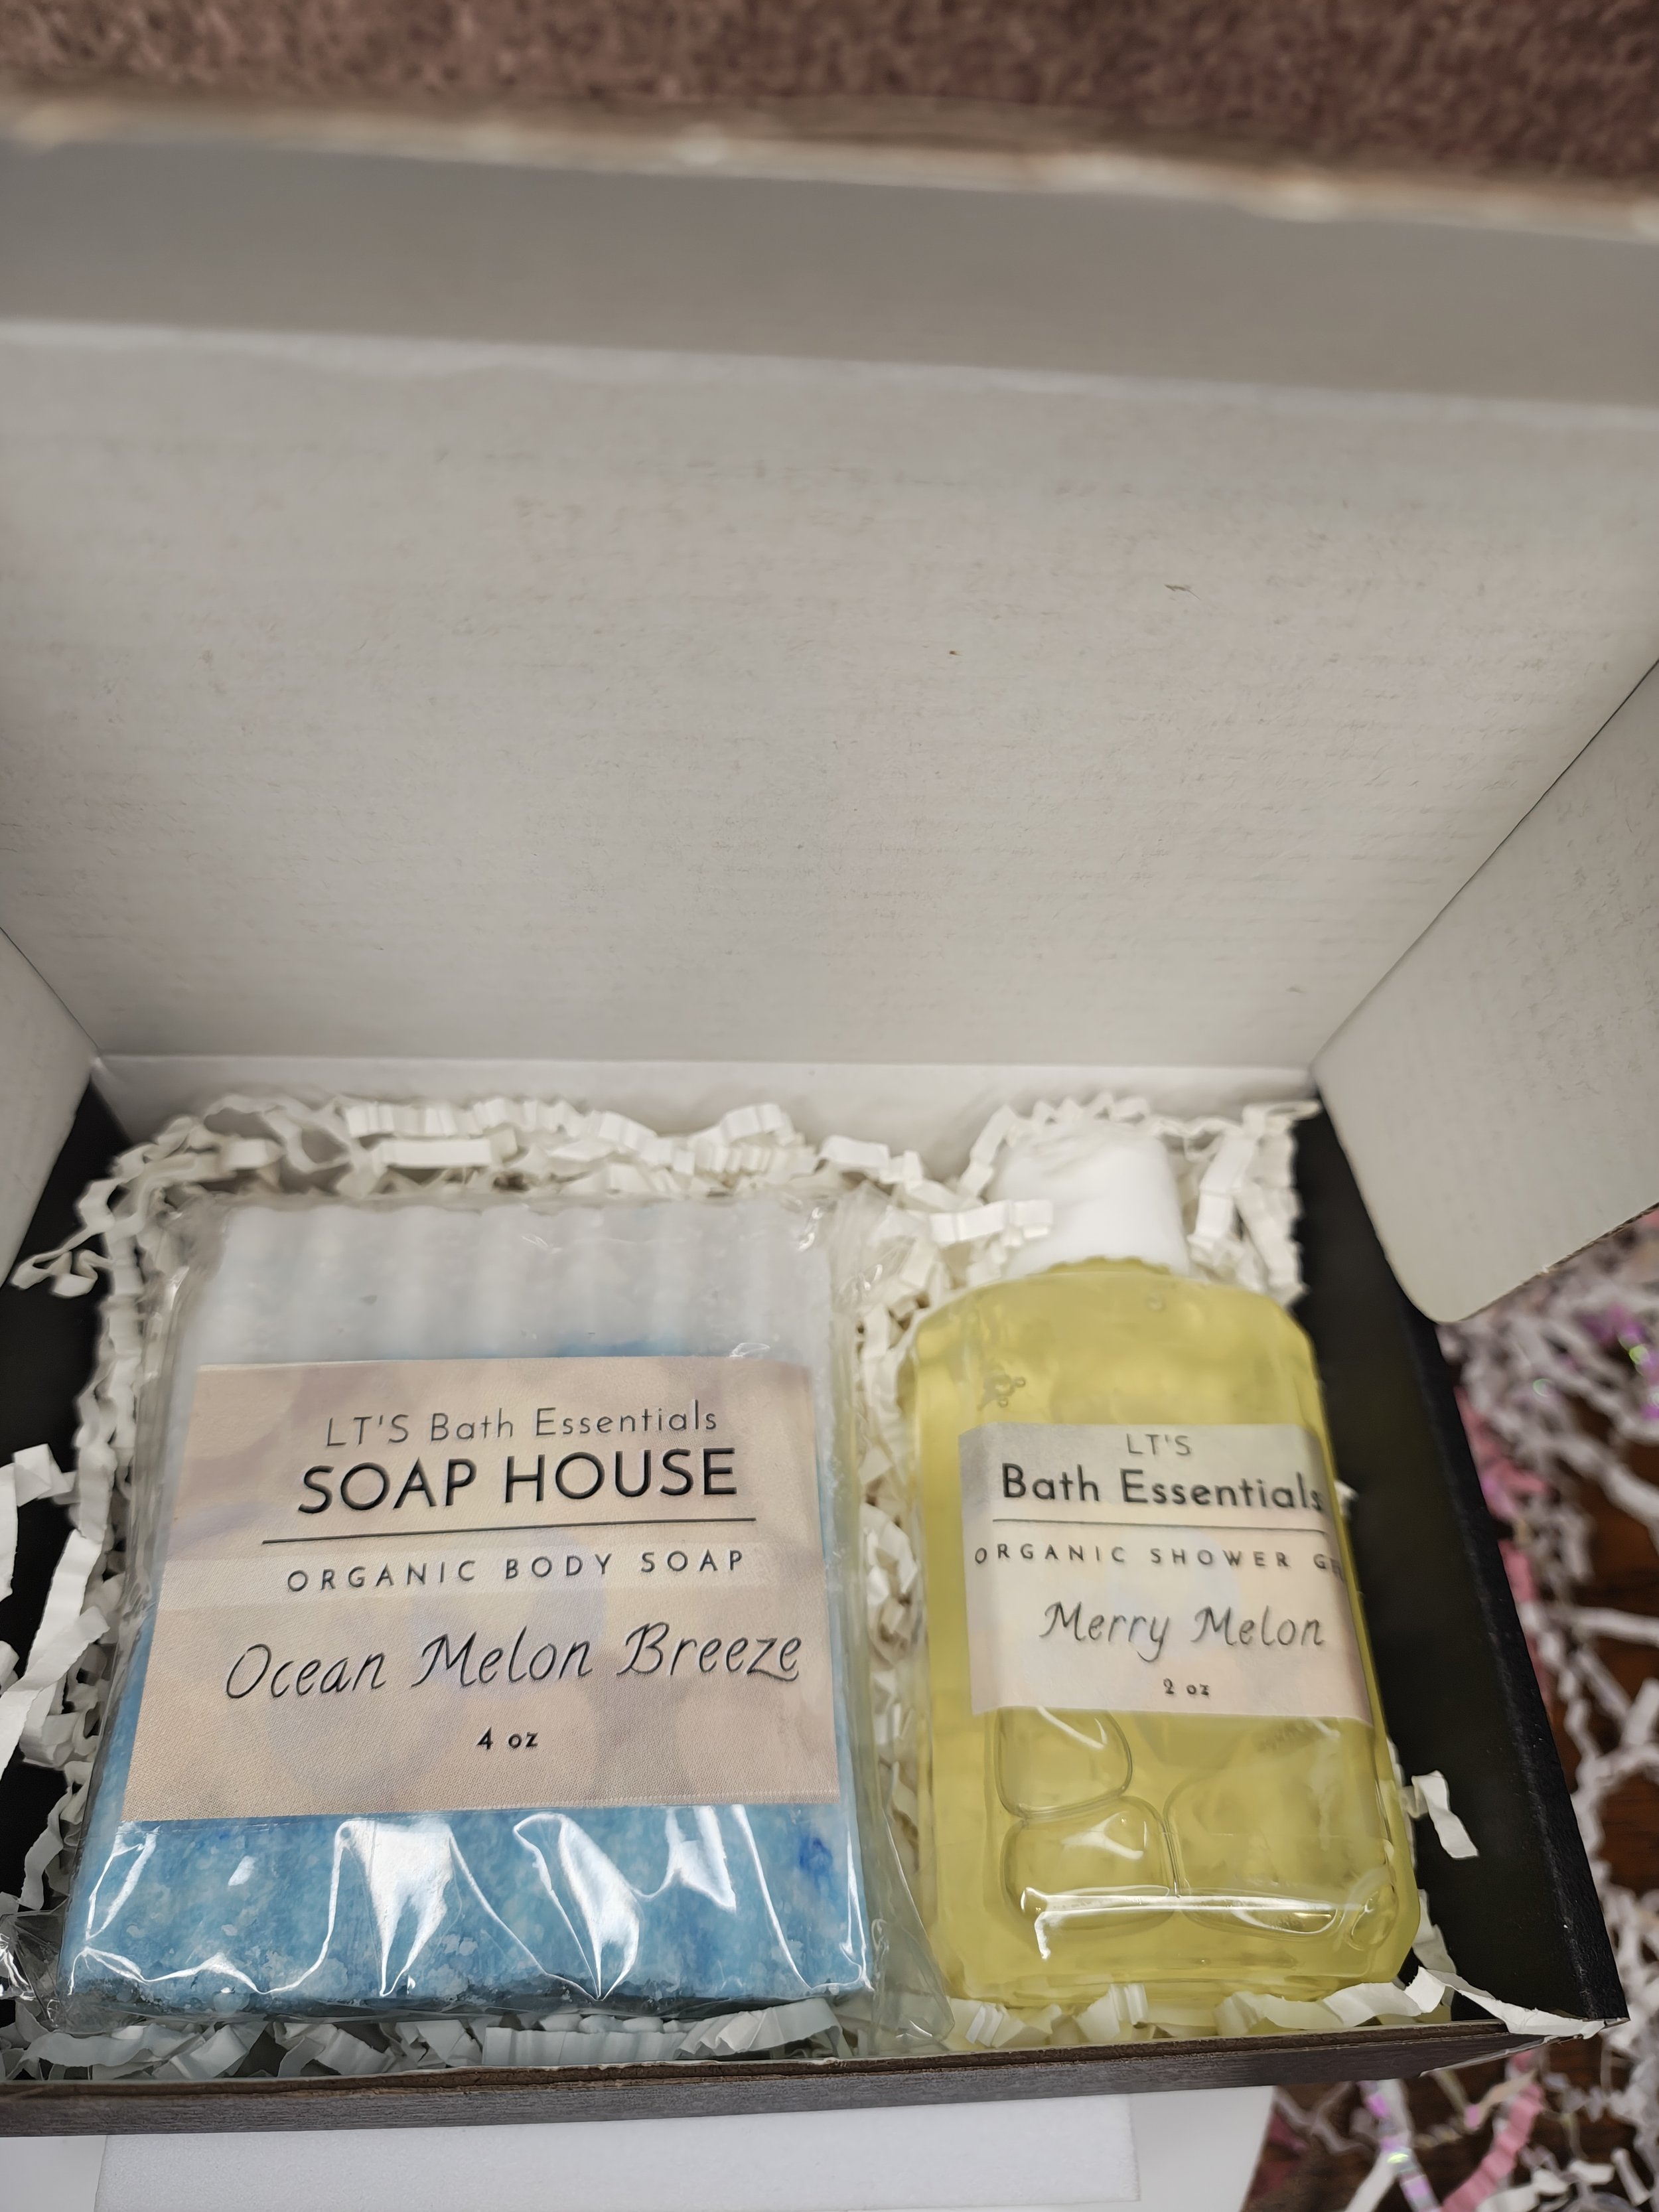 LT'S Bath Essentials
SOAP HOUSE
ORGANIC BODY SOAP
Ocean Melon Breeze
4 oz
LT'S
Bath Essentials
ORGANIC SHOWER
Merry Melon
2 oz